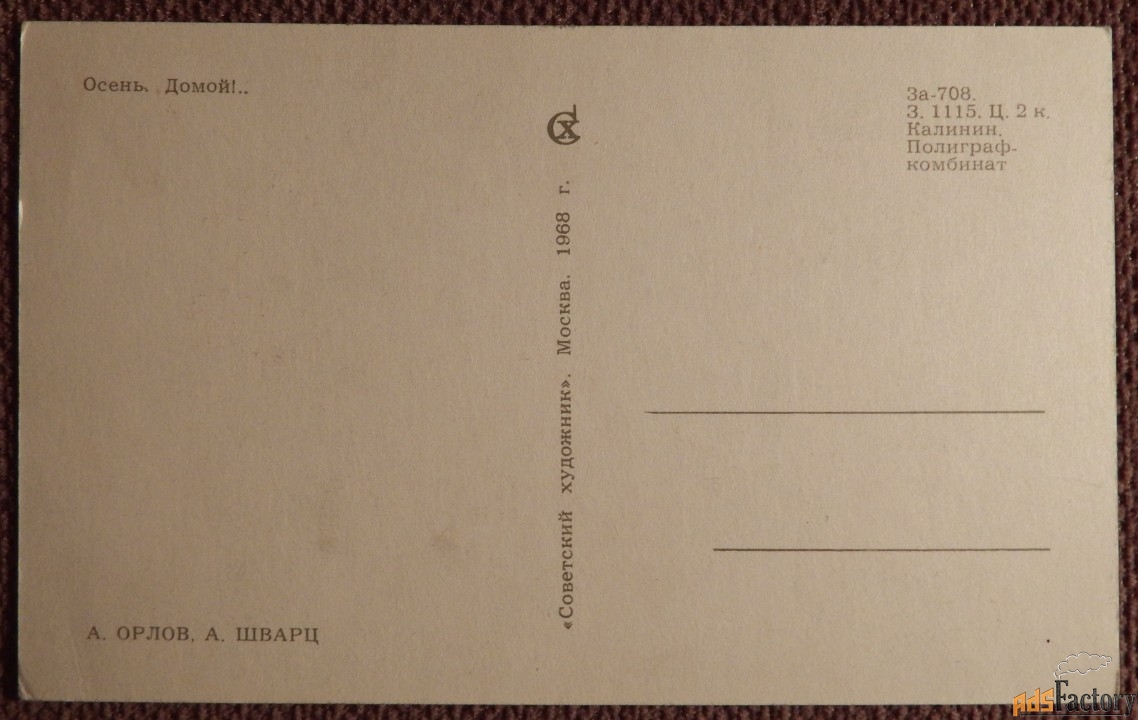 Осень. Домой!..
СХ
За-708.
З. 1115. Ц. 2 к.
Калинин.
Полиграф-
комбинат
«Советский художник». Москва. 1968 г.
А. ОРЛОВ, А. ШВАРЦ
AdsFactory